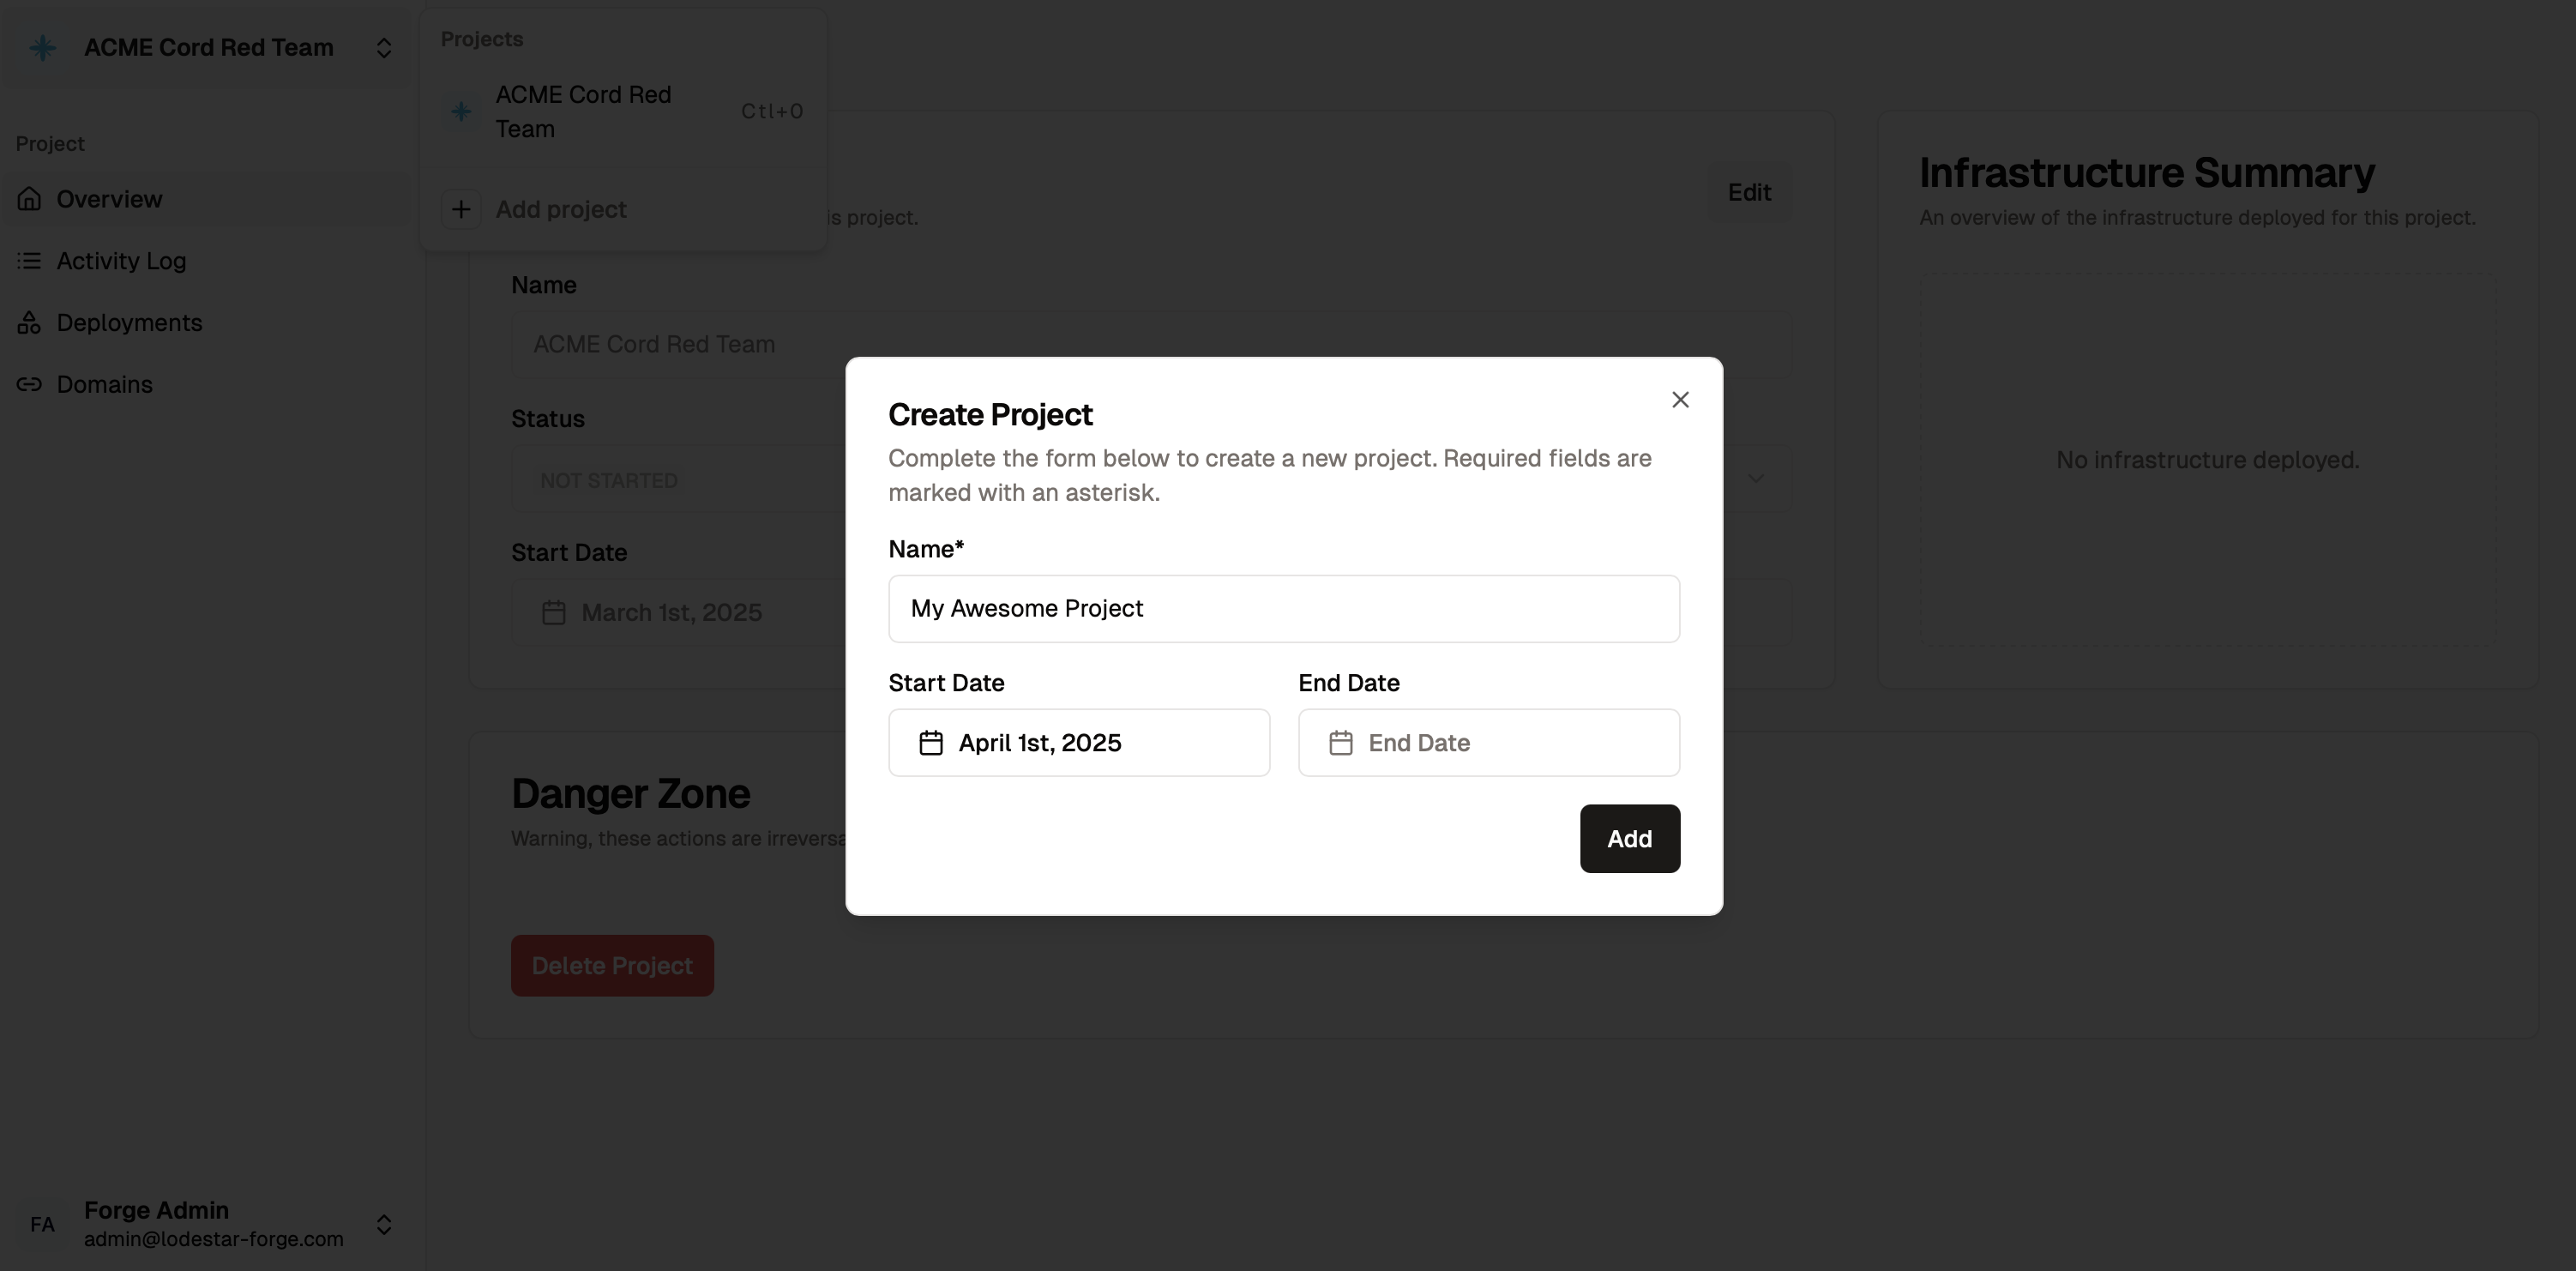 ACME Cord Red Team
Project
Overview
Activity Log
Deployments
Domains
Projects
ACME Cord Red
Team
Ctl+0
Add project
is project.
Edit
Name
ACME Cord Red Team
Status
NOT STARTED
Start Date
March 1st, 2025
Infrastructure Summary
An overview of the infrastructure deployed for this project.
No infrastructure deployed.
Create Project
Complete the form below to create a new project. Required fields are
marked with an asterisk.
Name*
My Awesome Project
Start Date
End Date
April 1st, 2025
End Date
Add
Danger Zone
Warning, these actions are irreversa
Delete Project
FA
Forge Admin
admin@lodestar-forge.com